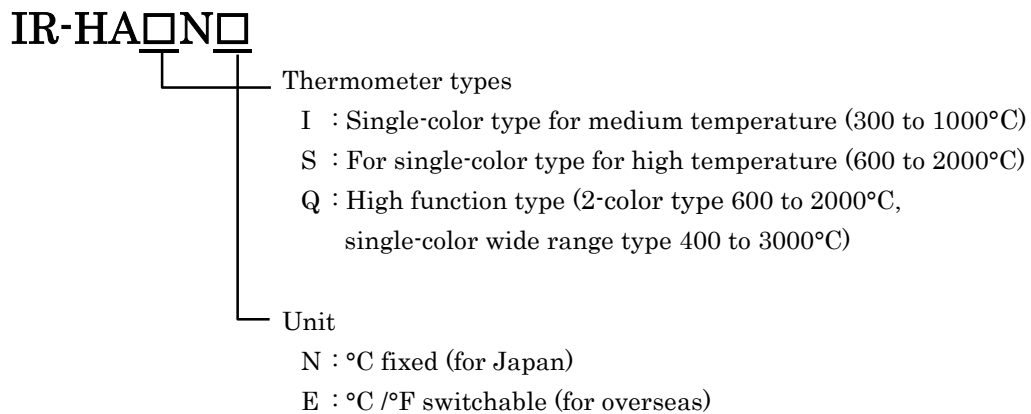 IR-HA□N□
Thermometer types
I : Single-color type for medium temperature (300 to 1000°C)
S : For single-color type for high temperature (600 to 2000°C)
Q : High function type (2-color type 600 to 2000°C,
single-color wide range type 400 to 3000°C)
Unit
N : °C fixed (for Japan)
E : °C /°F switchable (for overseas)